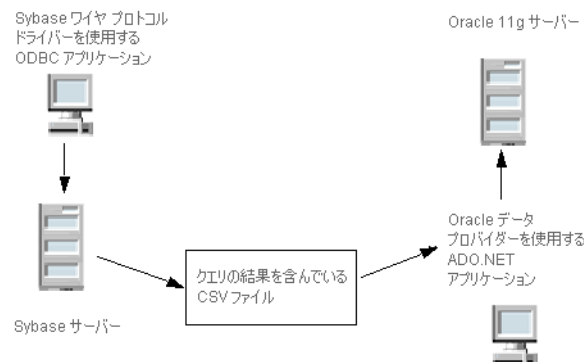 Sybase ワイヤ プロトコル
ドライバーを使用する
ODBC アプリケーション
Oracle 11g サーバー
Sybase サーバー
クエリの結果を含んでいる
CSV ファイル
Oracle データ
プロバイダーを使用する
ADO.NET
アプリケーション